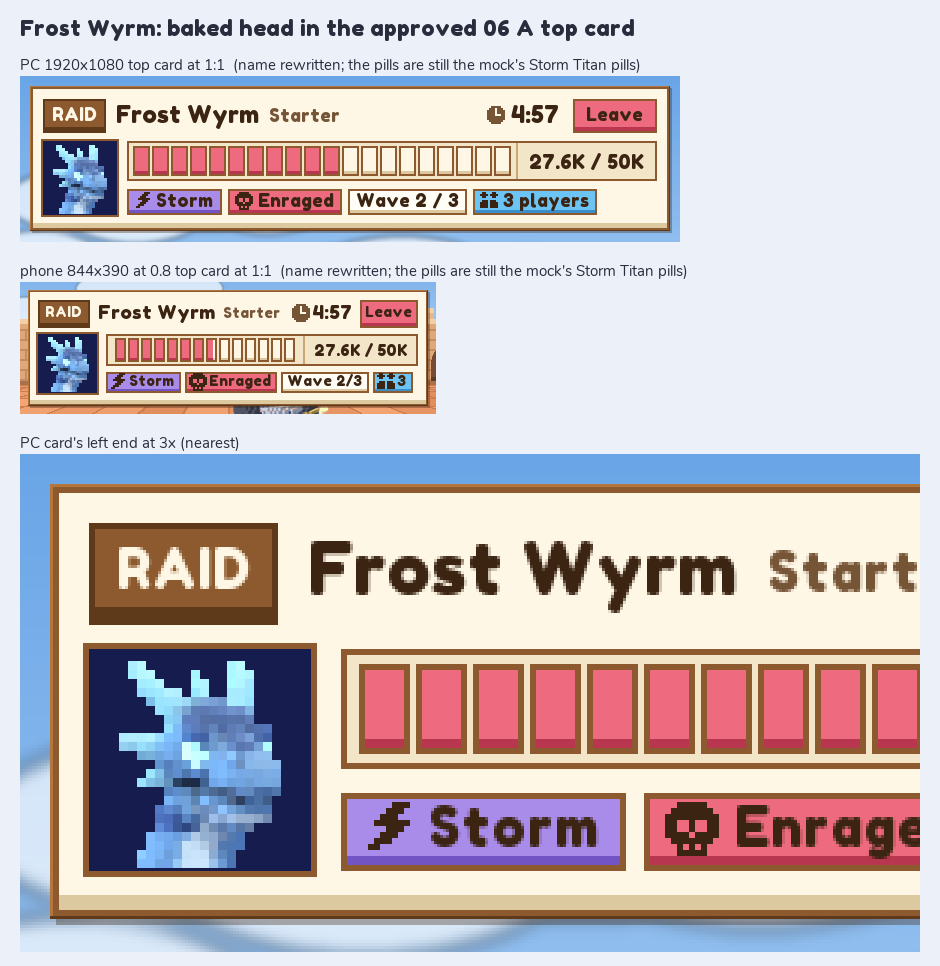 Frost Wyrm: baked head in the approved 06 A top card
PC 1920x1080 top card at 1:1 (name rewritten; the pills are still the mock's Storm Titan pills)
RAID Frost Wyrm Starter 4:57 Leave
27.6K / 50K
Storm Enraged Wave 2 / 3 3 players
phone 844x390 at 0.8 top card at 1:1 (name rewritten; the pills are still the mock's Storm Titan pills)
RAID Frost Wyrm Starter 4:57 Leave
27.6K / 50K
Storm Enraged Wave 2/3 3
PC card's left end at 3x (nearest)
RAID Frost Wyrm Start
Storm Enrage